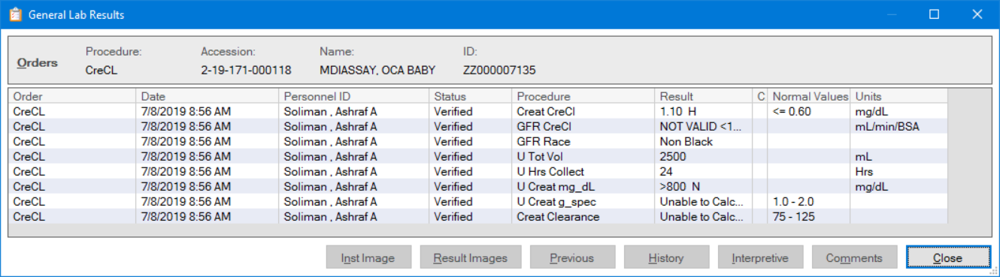 General Lab Results
Orders Procedure: Accession: Name: ID:
CreCL 2-19-171-000118 MDIASSAY, OCA BABY ZZ000007135
Order Date Personnel ID Status Procedure Result C Normal Values Units
CreCL 7/8/2019 8:56 AM Soliman , Ashraf A Verified Creat CreCl 1.10 H <= 0.60 mg/dL
CreCL 7/8/2019 8:56 AM Soliman , Ashraf A Verified GFR CreCl NOT VALID <1... mL/min/BSA
CreCL 7/8/2019 8:56 AM Soliman , Ashraf A Verified GFR Race Non Black
CreCL 7/8/2019 8:56 AM Soliman , Ashraf A Verified U Tot Vol 2500 mL
CreCL 7/8/2019 8:56 AM Soliman , Ashraf A Verified U Hrs Collect 24 Hrs
CreCL 7/8/2019 8:56 AM Soliman , Ashraf A Verified U Creat mg_dL >800 N mg/dL
CreCL 7/8/2019 8:56 AM Soliman , Ashraf A Verified U Creat g_spec Unable to Calc... 1.0 - 2.0
CreCL 7/8/2019 8:56 AM Soliman , Ashraf A Verified Creat Clearance Unable to Calc... 75 - 125
Inst Image Result Images Previous History Interpretive Comments Close